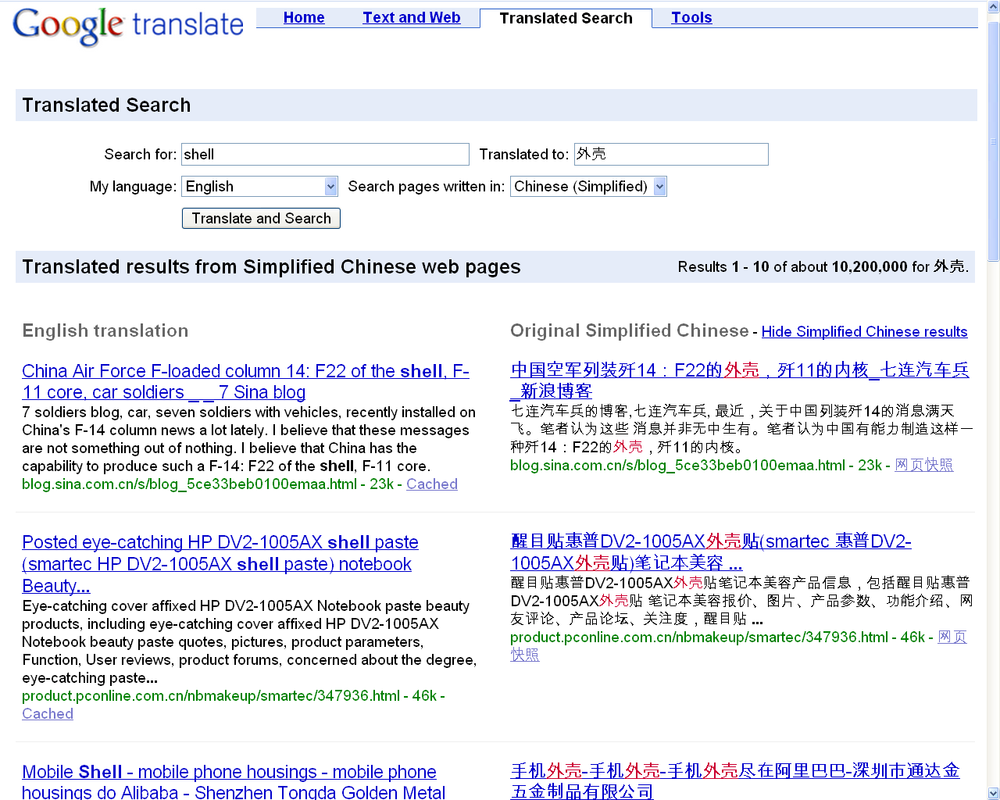 Google translate
Home Text and Web Translated Search Tools
Translated Search
Search for: shell Translated to: 外壳
My language: English Search pages written in: Chinese (Simplified)
Translate and Search
Translated results from Simplified Chinese web pages Results 1 - 10 of about 10,200,000 for 外壳.
English translation
China Air Force F-loaded column 14: F22 of the shell, F-
11 core, car soldiers _ _ 7 Sina blog
7 soldiers blog, car, seven soldiers with vehicles, recently installed on
China's F-14 column news a lot lately. I believe that these messages
are not something out of nothing. I believe that China has the
capability to produce such a F-14: F22 of the shell, F-11 core.
blog.sina.com.cn/s/blog_5ce33beb0100emaa.html - 23k - Cached
Original Simplified Chinese - Hide Simplified Chinese results
中国空军列装歼14：F22的外壳，歼11的内核_七连汽车兵
_新浪博客
七连汽车兵的博客,七连汽车兵, 最近，关于中国列装歼14的消息满天
飞。笔者认为这些 消息并非无中生有。笔者认为中国有能力制造这样一
种歼14：F22的外壳，歼11的内核。
blog.sina.com.cn/s/blog_5ce33beb0100emaa.html - 23k - 网页快照
Posted eye-catching HP DV2-1005AX shell paste
(smartec HP DV2-1005AX shell paste) notebook
Beauty...
Eye-catching cover affixed HP DV2-1005AX Notebook paste beauty
products, including eye-catching cover affixed HP DV2-1005AX
Notebook beauty paste quotes, pictures, product parameters,
Function, User reviews, product forums, concerned about the degree,
eye-catching paste...
product.pconline.com.cn/nbmakeup/smartec/347936.html - 46k -
Cached
醒目贴惠普DV2-1005AX外壳贴(smartec 惠普DV2-
1005AX外壳贴)笔记本美容 ...
醒目贴惠普DV2-1005AX外壳贴笔记本美容产品信息，包括醒目贴惠普
DV2-1005AX外壳贴 笔记本美容报价、图片、产品参数、功能介绍、网
友评论、产品论坛、关注度，醒目贴 ...
product.pconline.com.cn/nbmakeup/smartec/347936.html - 46k - 网页
快照
Mobile Shell - mobile phone housings - mobile phone
housings do Alibaba - Shenzhen Tongda Golden Metal
手机外壳-手机外壳-手机外壳尽在阿里巴巴-深圳市通达金
五金制品有限公司